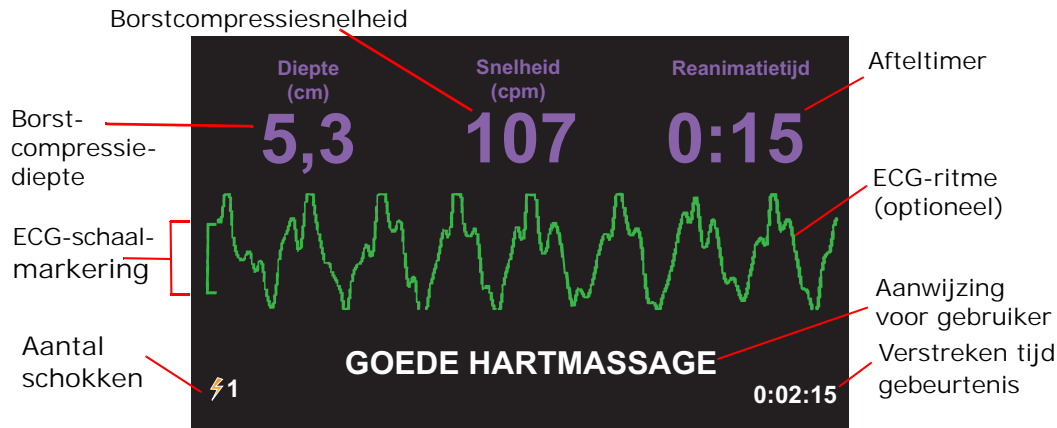 Borstcompressiesnelheid
Diepte
(cm)
Snelheid
(cpm)
Reanimatietijd
Afteltimer
5,3
107
0:15
Borst-
compressie-
diepte
ECG-ritme
(optioneel)
ECG-schaal-
markering
Aanwijzing
voor gebruiker
GOEDE HARTMASSAGE
Aantal
schokken
1
0:02:15
Verstreken tijd
gebeurtenis